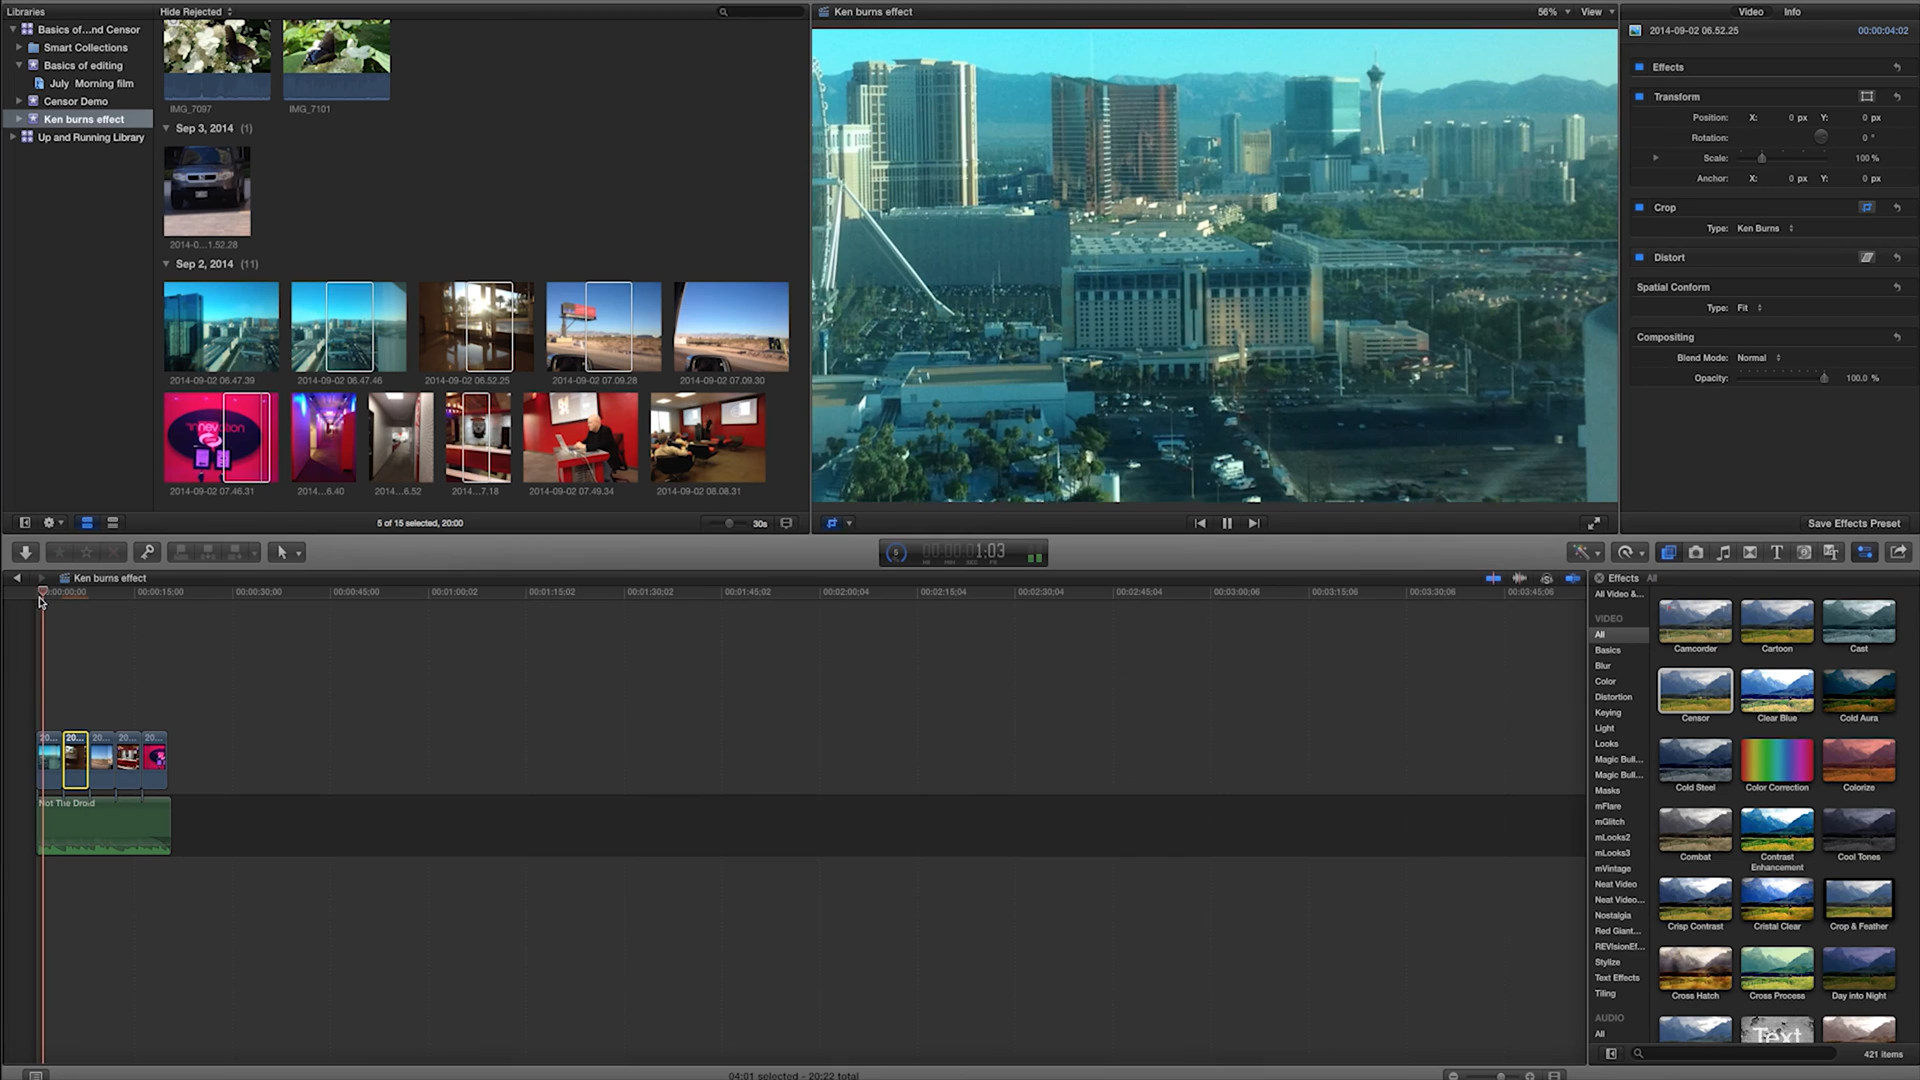 Libraries
Hide Rejected
Basics of...nd Censor
Smart Collections
Basics of editing
July Morning film
Censor Demo
Ken burns effect
Up and Running Library
IMG_7097
IMG_7101
Sep 3, 2014 (1)
2014-0...1.52.28
Sep 2, 2014 (11)
2014-09-02 06.47.39
2014-09-02 06.47.46
2014-09-02 06.52.25
2014-09-02 07.09.28
2014-09-02 07.09.30
innevation
2014-09-02 07.46.31
2014...6.40
2014...6.52
2014...7.18
2014-09-02 07.49.34
2014-09-02 08.08.31
5 of 15 selected, 20:00
30s
Ken burns effect
56%
View
Video
Info
2014-09-02 06.52.25
00:00:04:02
Effects
Transform
Position: X: 0 px Y: 0 px
Rotation: 0 °
Scale: 100 %
Anchor: X: 0 px Y: 0 px
Crop
Type: Ken Burns
Distort
Spatial Conform
Type: Fit
Compositing
Blend Mode: Normal
Opacity: 100.0 %
Save Effects Preset
5
00:00:01:03
HR MIN SEC FR
Ken burns effect
00:00:15;00
00:00:30;00
00:00:45;00
00:01:00;02
00:01:15;02
00:01:30;02
00:01:45;02
00:02:00;04
00:02:15;04
00:02:30;04
00:02:45;04
00:03:00;06
00:03:15;06
00:03:30;06
00:03:45;06
20...
20...
20...
20...
20...
Not The Droid
04:01 selected - 20:22 total
Effects
All
All Video &...
VIDEO
All
Basics
Blur
Color
Distortion
Keying
Light
Looks
Magic Bull...
Magic Bull...
Masks
mFlare
mGlitch
mLooks2
mLooks3
mVintage
Neat Video
Neat Video...
Nostalgia
Red Giant...
REVisionEf...
Stylize
Text Effects
Tiling
AUDIO
All
Camcorder
Cartoon
Cast
Censor
Clear Blue
Cold Aura
Cold Steel
Color Correction
Colorize
Combat
Contrast Enhancement
Cool Tones
Crisp Contrast
Cristal Clear
Crop & Feather
Cross Hatch
Cross Process
Day into Night
Text
421 items